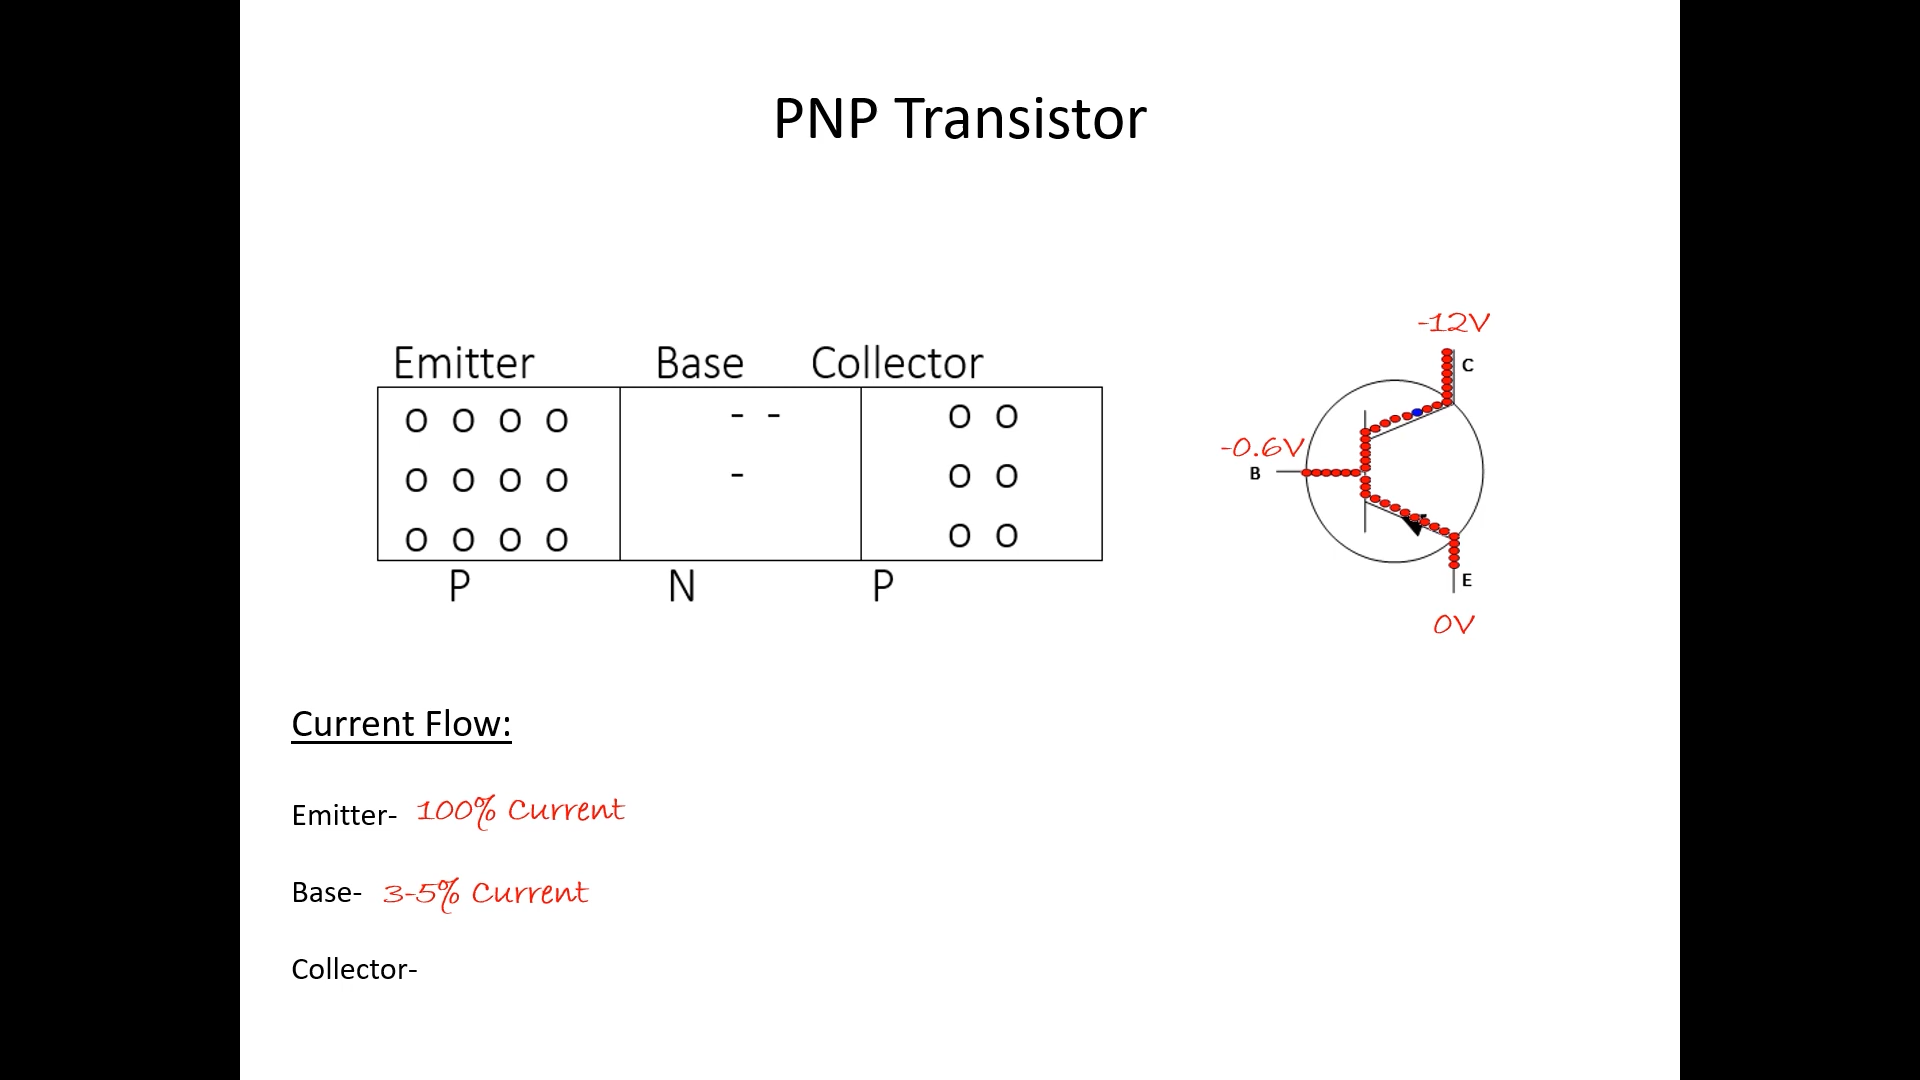 PNP Transistor
Emitter Base Collector
o o o o - - o o
o o o o - o o
o o o o o o
P N P
-12V
C
-0.6V
B
E
0V
Current Flow:
Emitter- 100% Current
Base- 3-5% Current
Collector-